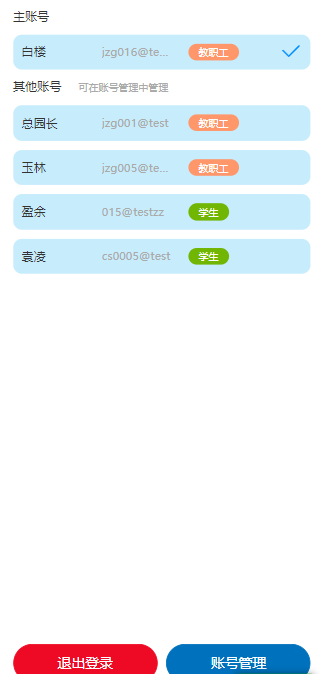 主账号
白楼 jzg016@te... 教职工
其他账号 可在账号管理中管理
总园长 jzg001@test 教职工
玉林 jzg005@te... 教职工
盈余 015@testzz 学生
袁凌 cs0005@test 学生
退出登录 账号管理